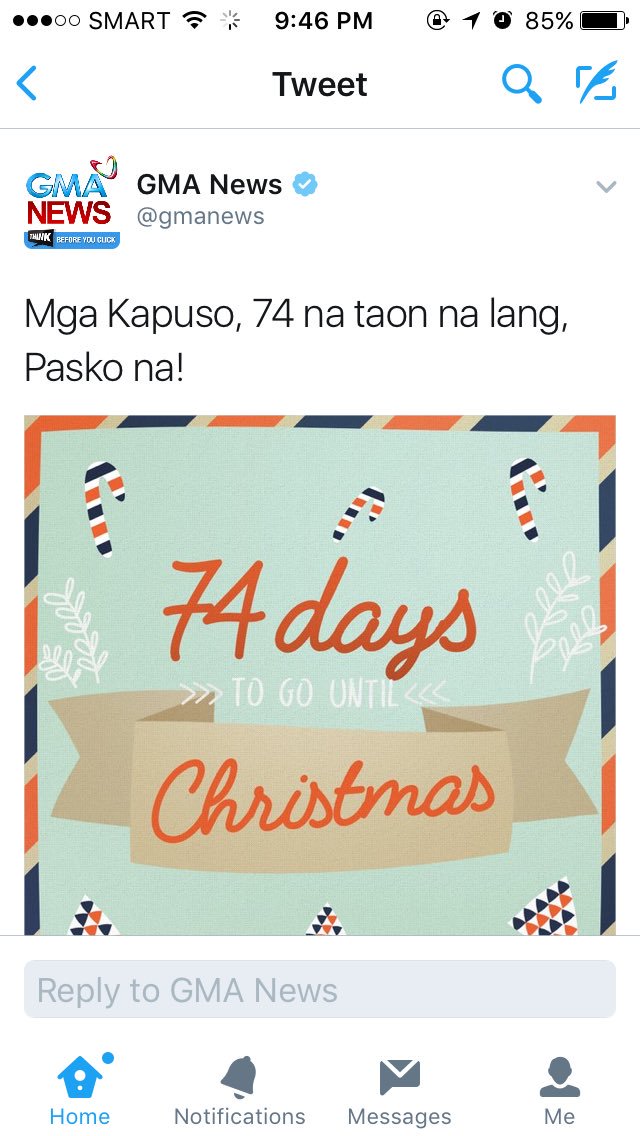 SMART 9:46 PM 85%
Tweet
GMA
NEWS
THINK BEFORE YOU CLICK
GMA News
@gmanews
Mga Kapuso, 74 na taon na lang,
Pasko na!
74 days
>>> TO GO UNTIL <<<
Christmas
Reply to GMA News
Home Notifications Messages Me